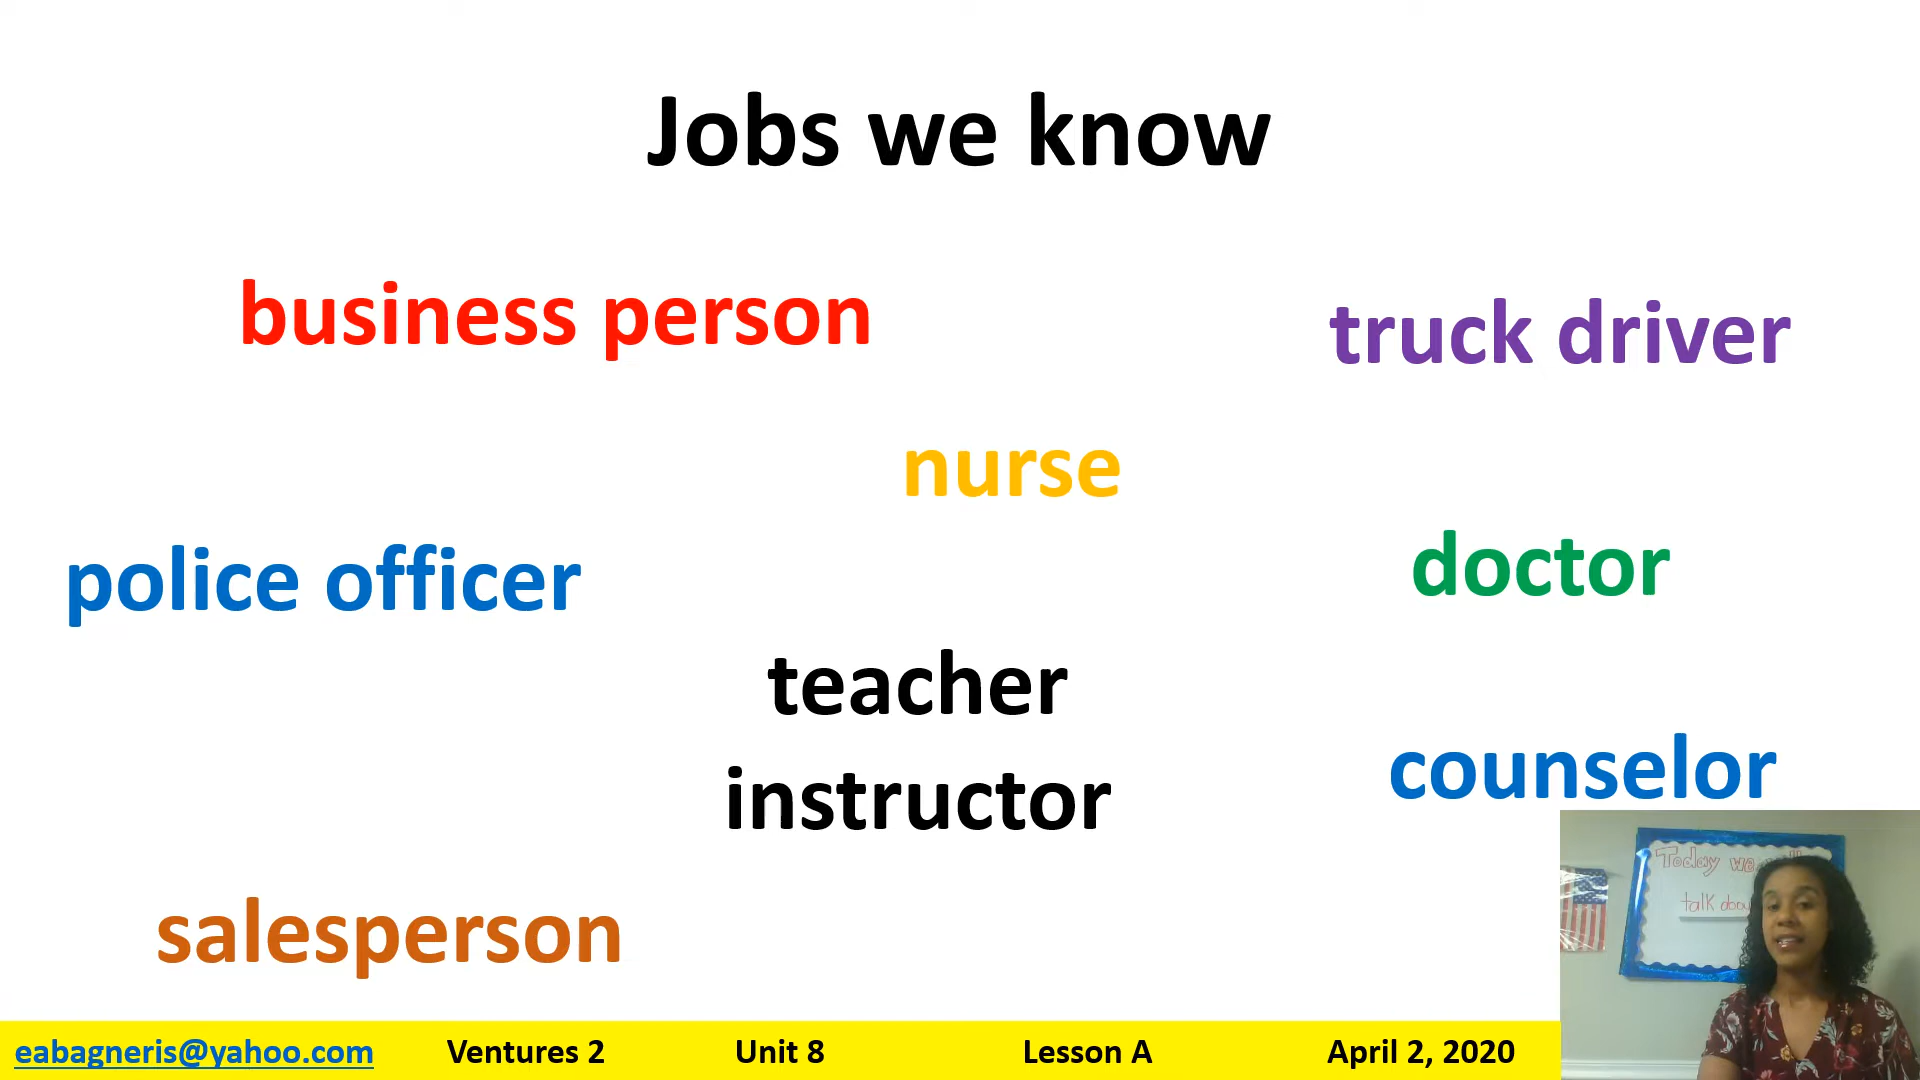 Jobs we know
business person
truck driver
nurse
police officer
doctor
teacher
instructor
counselor
salesperson
Today we
talk
eabagneris@yahoo.com Ventures 2 Unit 8 Lesson A April 2, 2020